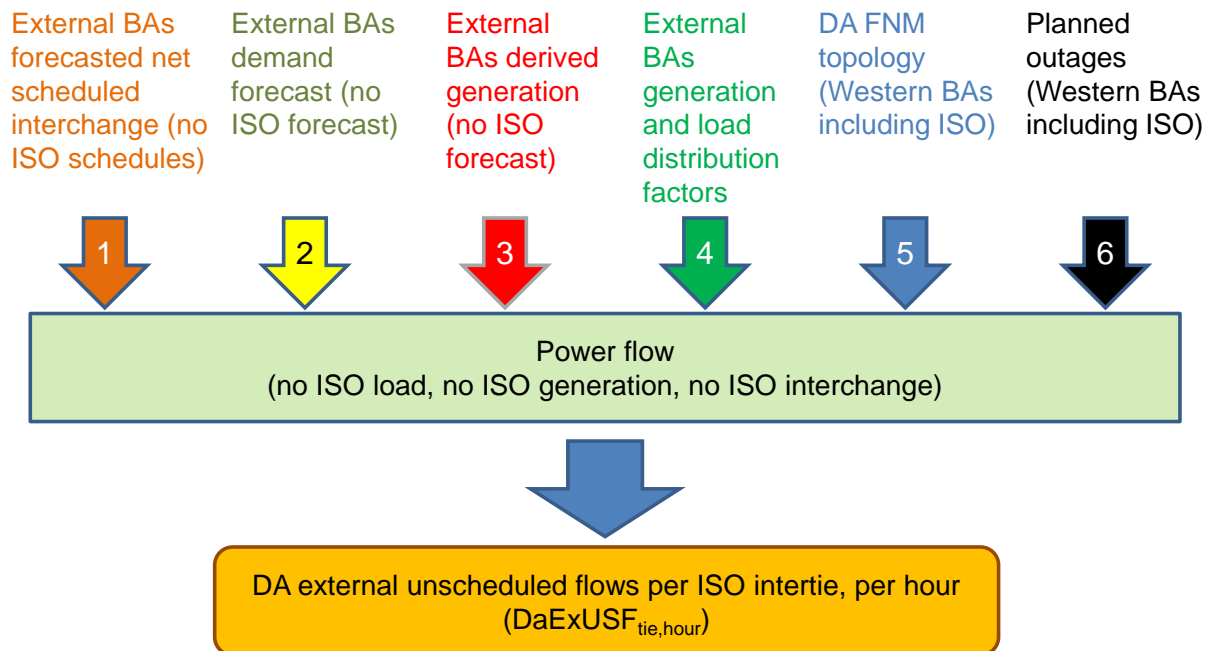 External BAs
forecasted net
scheduled
interchange (no
ISO schedules)
External BAs
demand
forecast (no
ISO forecast)
External
BAs derived
generation
(no ISO
forecast)
External
BAs
generation
and load
distribution
factors
DA FNM
topology
(Western BAs
including ISO)
Planned
outages
(Western BAs
including ISO)
1
2
3
4
5
6
Power flow
(no ISO load, no ISO generation, no ISO interchange)
DA external unscheduled flows per ISO intertie, per hour
(DaExUSFtie,hour)